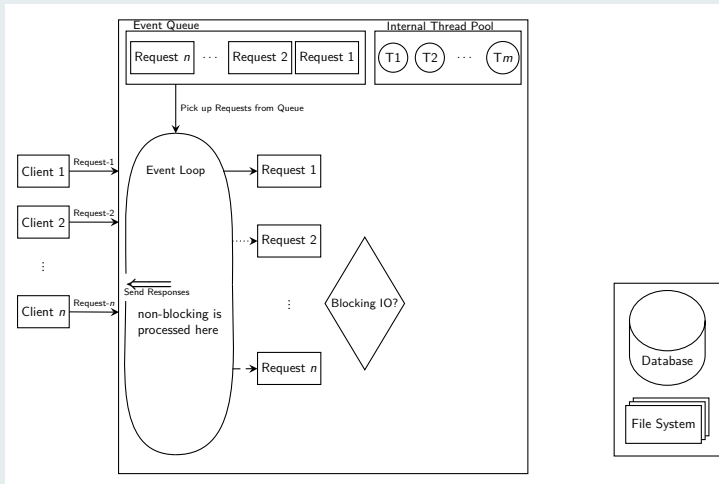 Event Queue
Internal Thread Pool
Request n
···
Request 2
Request 1
T1
T2
···
Tm
Pick up Requests from Queue
Event Loop
Client 1
Request-1
Request 1
Client 2
Request-2
Request 2
⋮
Send Responses
Client n
Request-n
non-blocking is
processed here
⋮
Blocking IO?
Request n
Database
File System